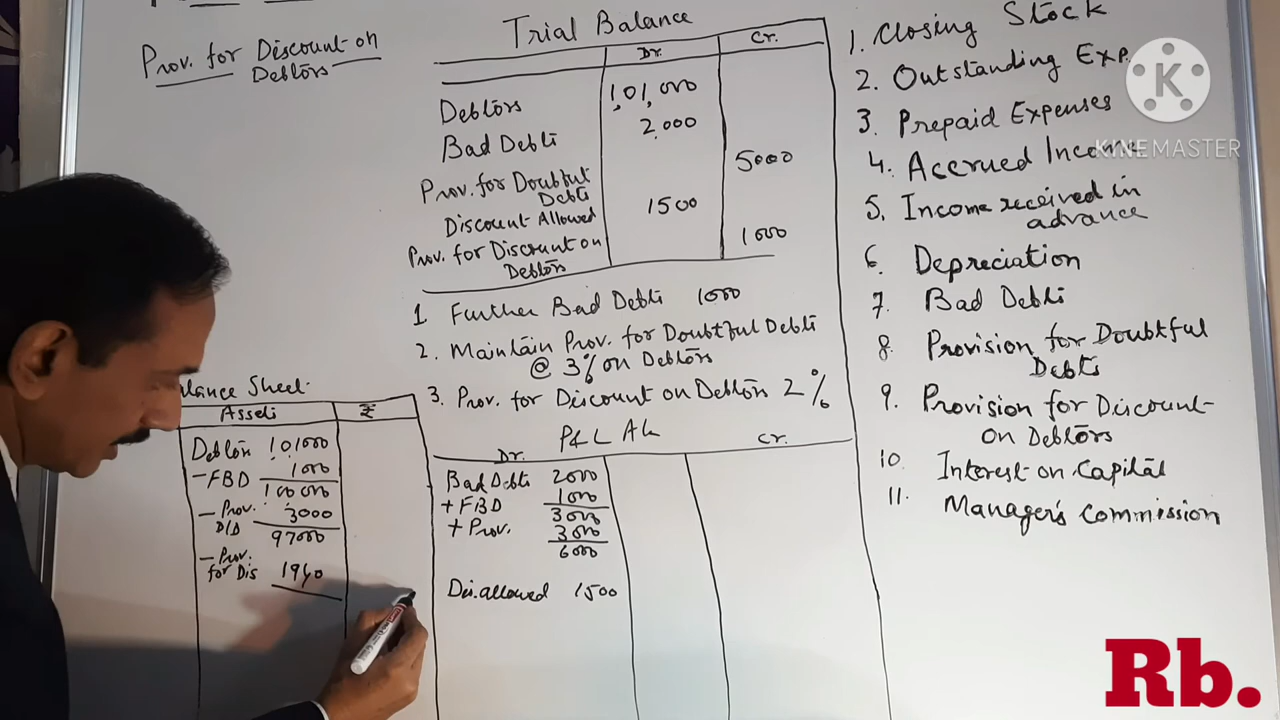 Prov. for Discount on
Debtors
Trial Balance
Dr. Cr.
Debtors 1,01,000
Bad Debts 2,000
Prov. for Doubtful 5000
Debts
Discount Allowed 1500
Prov. for Discount on 1000
Debtors
1 Further Bad Debts 1000
2. Maintain Prov. for Doubtful Debts
@ 3% on Debtors
3. Prov. for Discount on Debtors 2%
lance Sheet.
Assets ₹
Debtors 1,01,000
- FBD 1000
100000
- Prov. 3000
D/D
97000
- Prov.
for Dis 1940
P&L A/c
Dr. Cr.
Bad Debts 2000
+ FBD 1000
3000
+ Prov. 3000
6000
Dis. allowed 1500
1. Closing Stock
2. Outstanding Exp.
3. Prepaid Expenses
4. Accrued Income
5. Income received in
advance
6. Depreciation
7. Bad Debts
8. Provision for Doubtful
Debts
9. Provision for Discount
on Debtors
10 Interest on Capital
11. Manager's Commission
K
KINEMASTER
Rb.